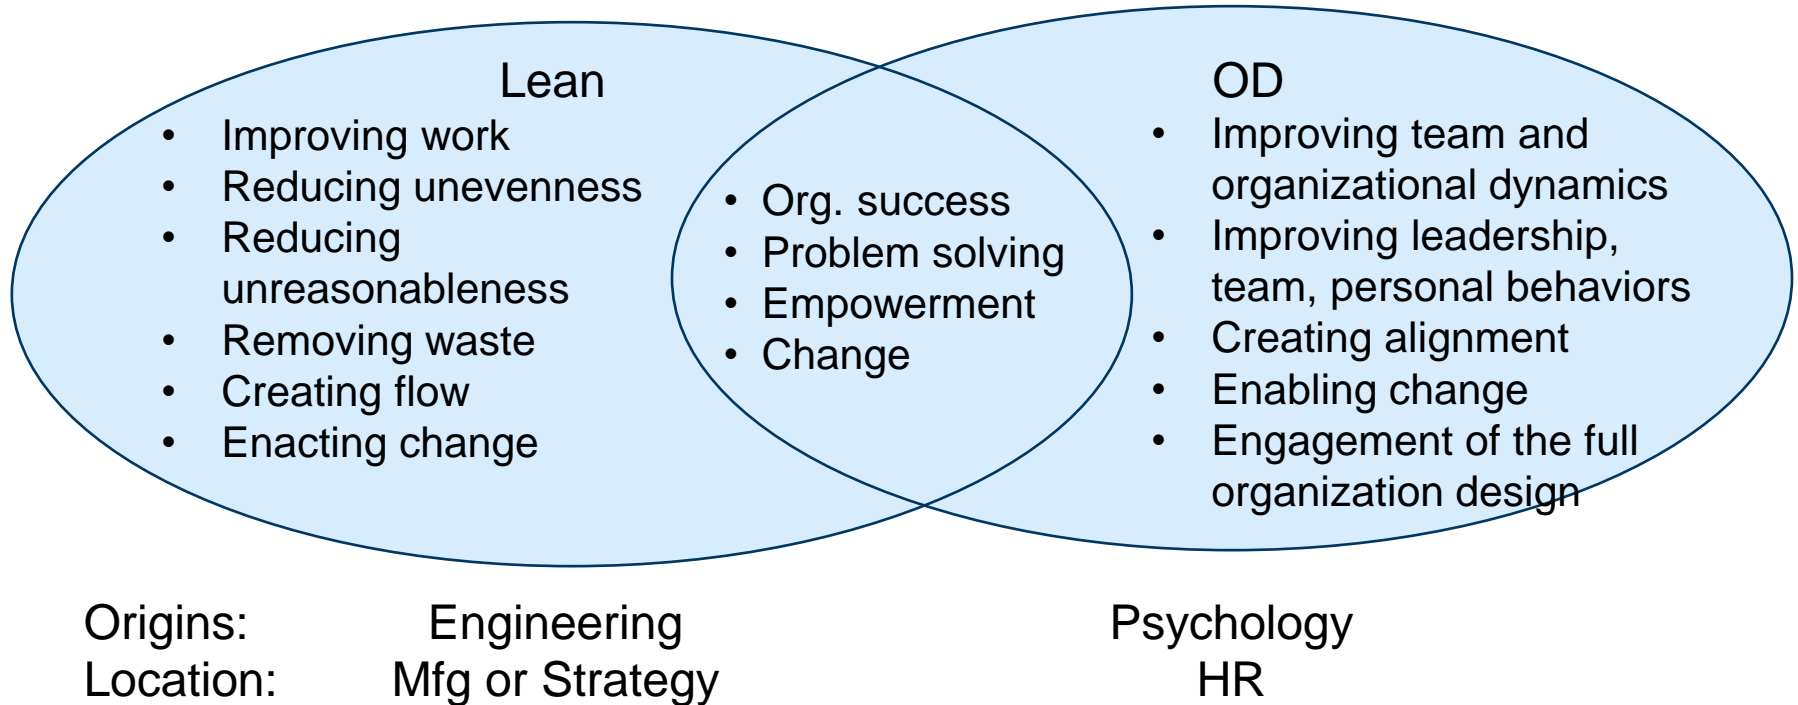 Lean
• Improving work
• Reducing unevenness
• Reducing
unreasonableness
• Removing waste
• Creating flow
• Enacting change
• Org. success
• Problem solving
• Empowerment
• Change
OD
• Improving team and
organizational dynamics
• Improving leadership,
team, personal behaviors
• Creating alignment
• Enabling change
• Engagement of the full
organization design
Origins: Engineering Psychology
Location: Mfg or Strategy HR